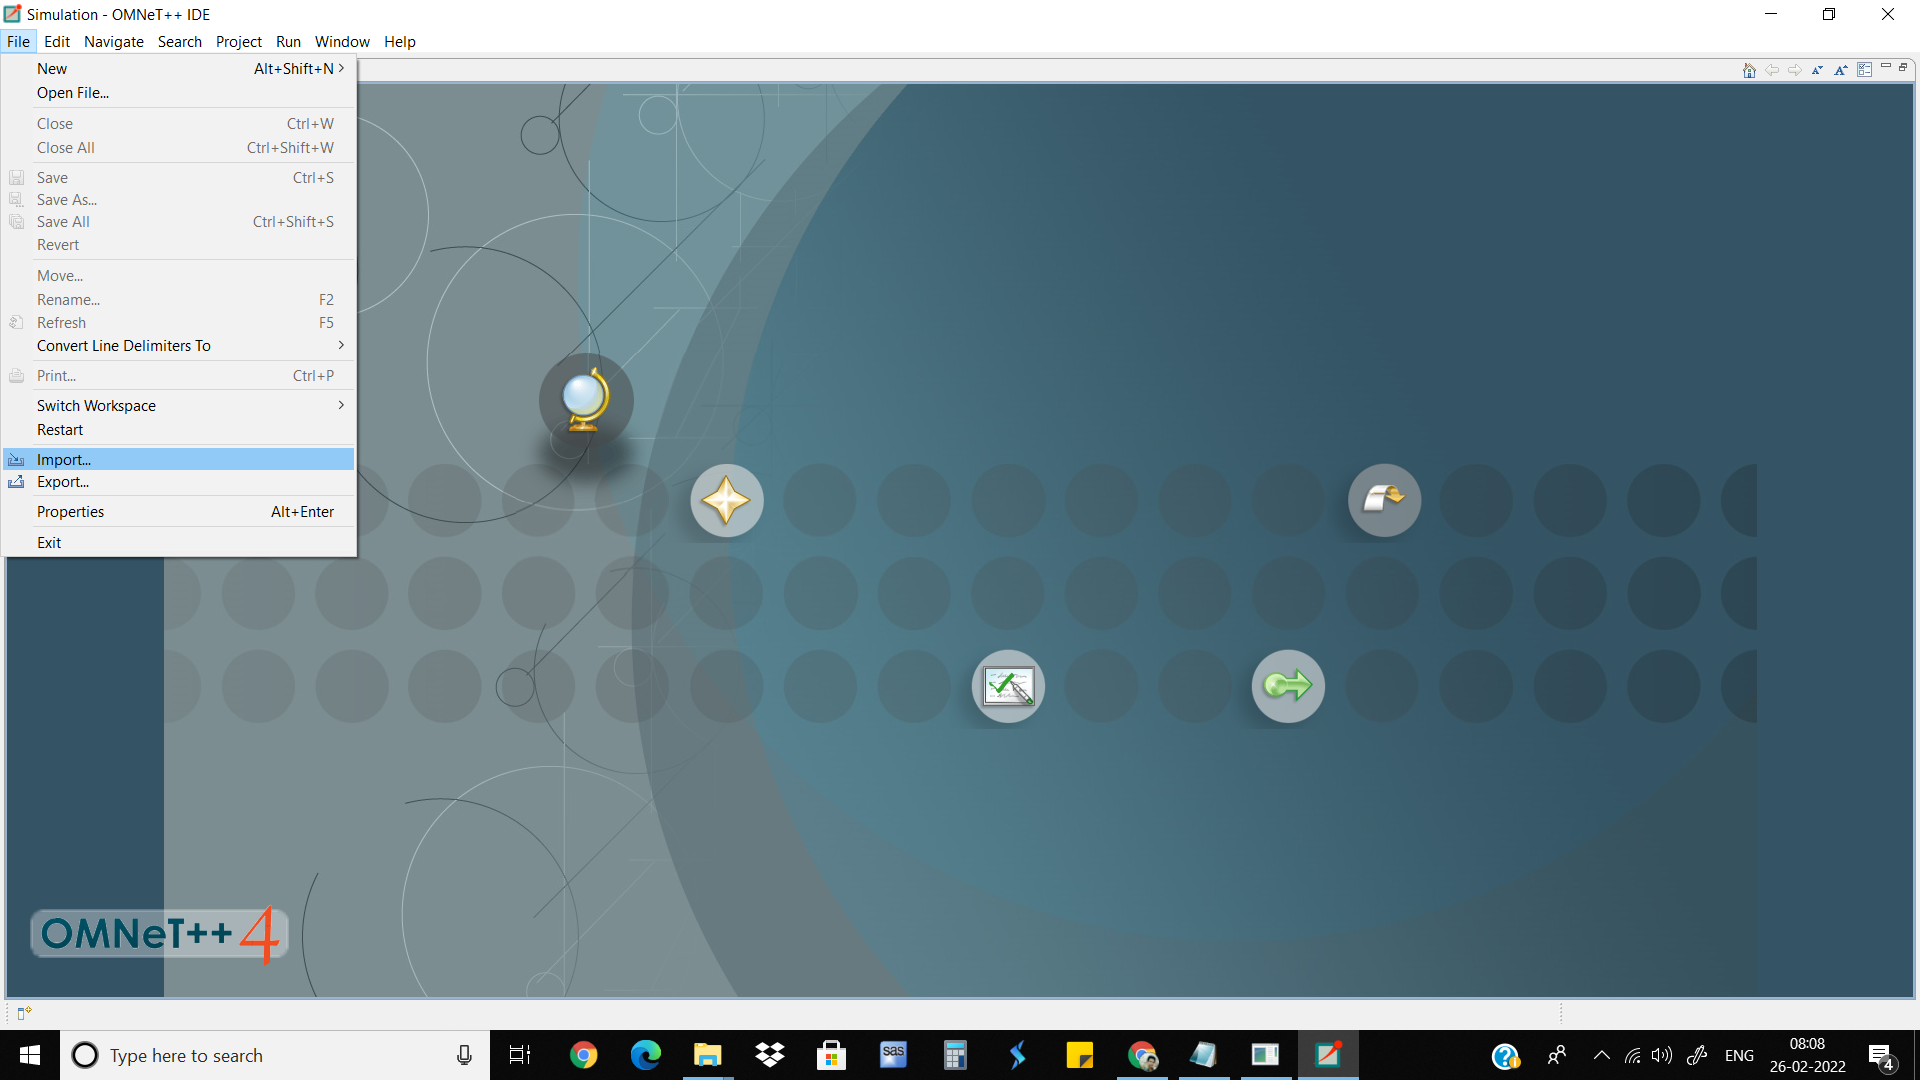 Simulation - OMNeT++ IDE
File Edit Navigate Search Project Run Window Help
New Alt+Shift+N
Open File...
Close Ctrl+W
Close All Ctrl+Shift+W
Save Ctrl+S
Save As...
Save All Ctrl+Shift+S
Revert
Move...
Rename... F2
Refresh F5
Convert Line Delimiters To
Print... Ctrl+P
Switch Workspace
Restart
Import...
Export...
Properties Alt+Enter
Exit
OMNeT++ 4
Type here to search
sas
ENG
08:08
26-02-2022
4